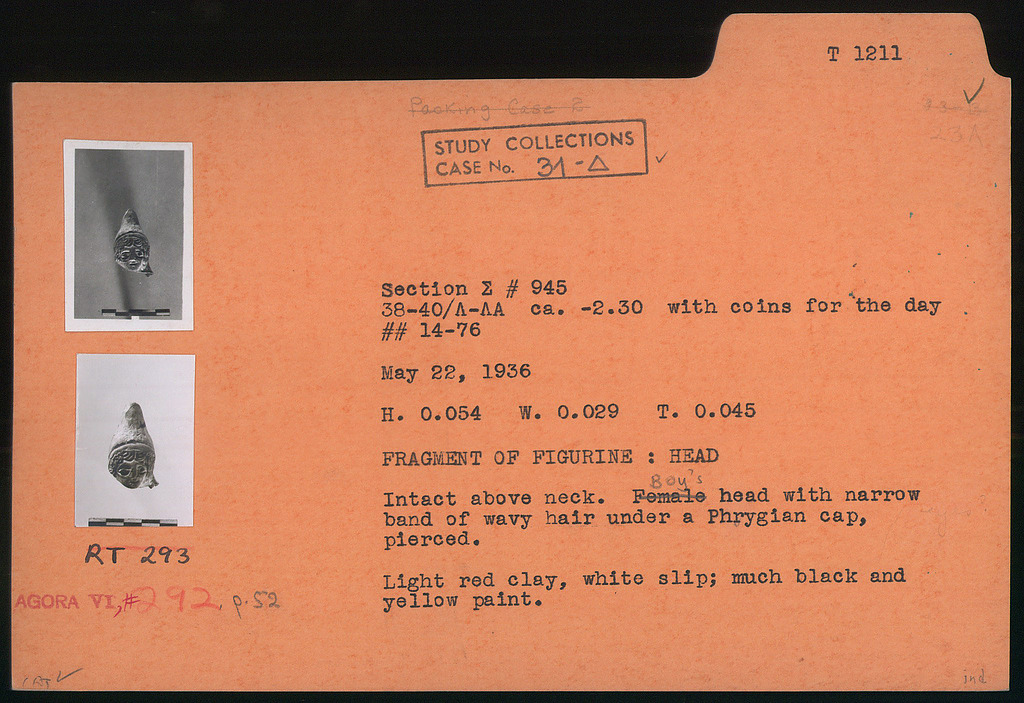 T 1211
Packing Case
STUDY COLLECTIONS
CASE No. 31-Δ
Section Σ # 945
38-40/Λ-ΛΛ ca. -2.30 with coins for the day
## 14-76
May 22, 1936
H. 0.054 W. 0.029 T. 0.045
FRAGMENT OF FIGURINE : HEAD
Boy's
Intact above neck. Female head with narrow
band of wavy hair under a Phrygian cap,
pierced.
Light red clay, white slip; much black and
yellow paint.
RT 293
AGORA VI, # 292, p. 52
ind